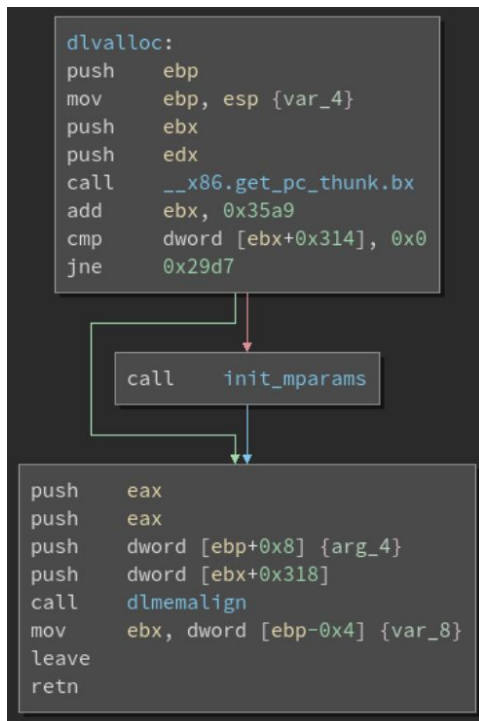 dlvalloc:
push ebp
mov ebp, esp {var_4}
push ebx
push edx
call __x86.get_pc_thunk.bx
add ebx, 0x35a9
cmp dword [ebx+0x314], 0x0
jne 0x29d7
call init_mparams
push eax
push eax
push dword [ebp+0x8] {arg_4}
push dword [ebx+0x318]
call dlmemalign
mov ebx, dword [ebp-0x4] {var_8}
leave
retn